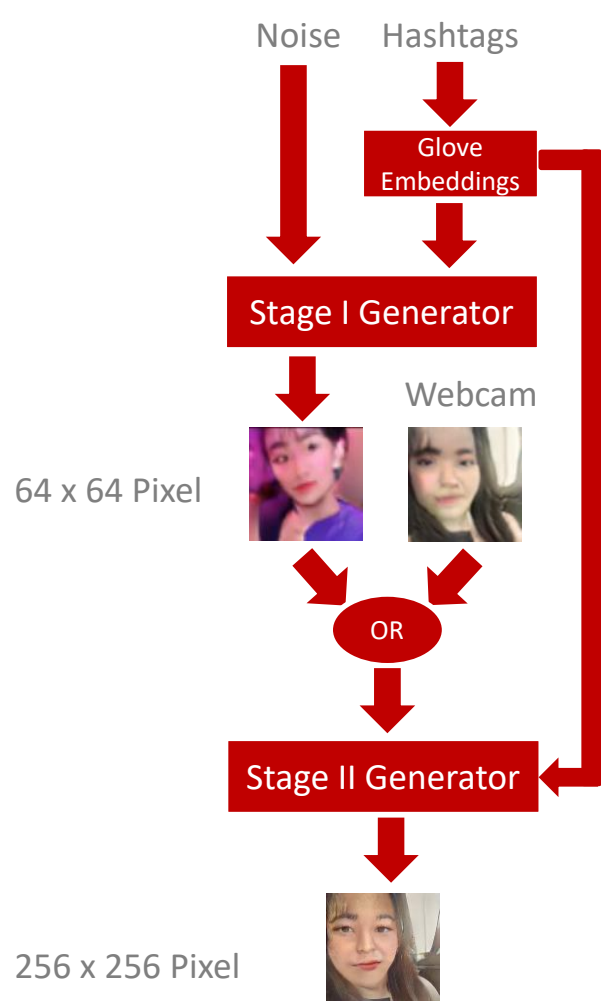 Noise
Hashtags
Glove
Embeddings
Stage I Generator
Webcam
64 x 64 Pixel
OR
Stage II Generator
256 x 256 Pixel